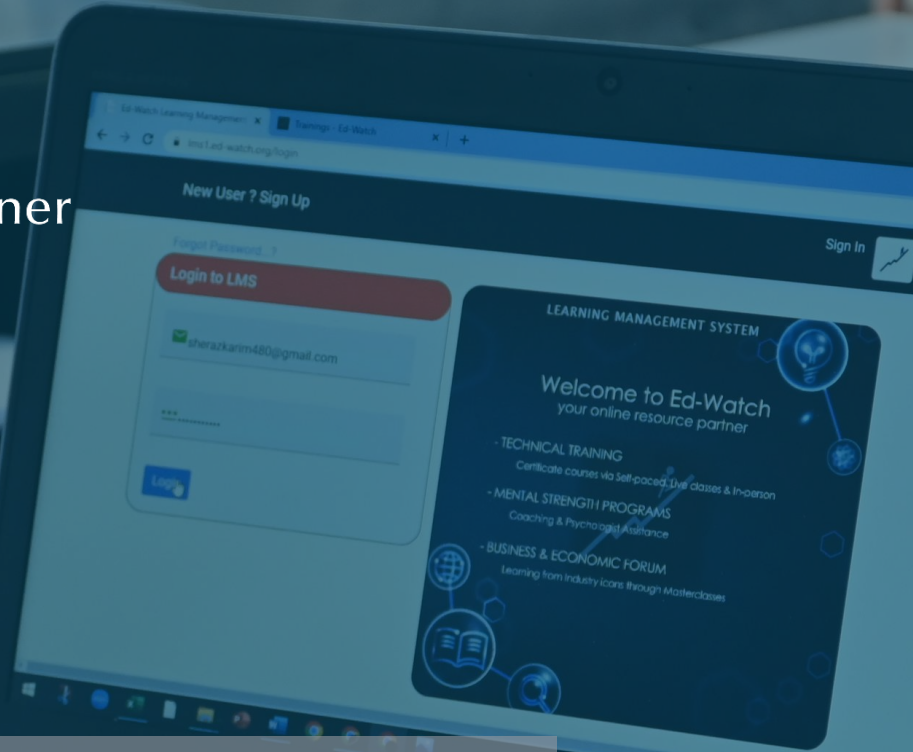 Ed-Watch Learning Management
Trainings - Ed-Watch
lms1.ed-watch.org/login
New User ? Sign Up
Sign In
ner
Forgot Password...?
Login to LMS
sherazkarim480@gmail.com
Login
LEARNING MANAGEMENT SYSTEM
Welcome to Ed-Watch
your online resource partner
- TECHNICAL TRAINING
Certificate courses via Self-paced, Live classes & In-person
- MENTAL STRENGTH PROGRAMS
Coaching & Psychologist Assistance
- BUSINESS & ECONOMIC FORUM
Learning from Industry icons through Masterclasses